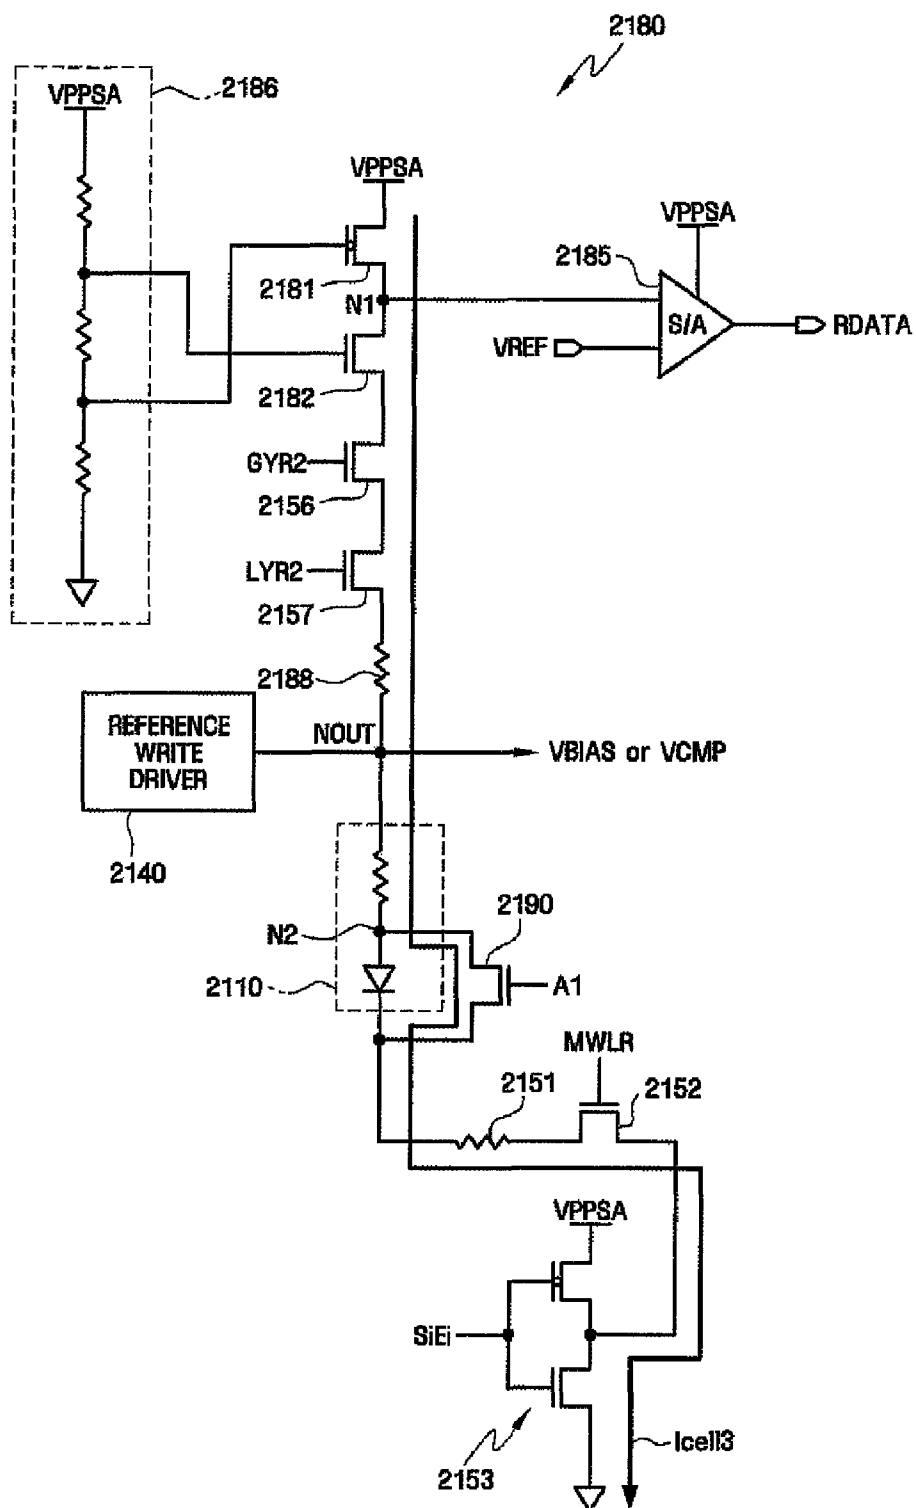 2180
2186
VPPSA
VPPSA
VPPSA
2185
2181
N1
S/A
RDATA
VREF
2182
GYR2
2156
LYR2
2157
2188
REFERENCE
WRITE
DRIVER
NOUT
VBIAS or VCMP
2140
2190
N2
2110
A1
MWLR
2151
2152
VPPSA
SiEi
Icell3
2153